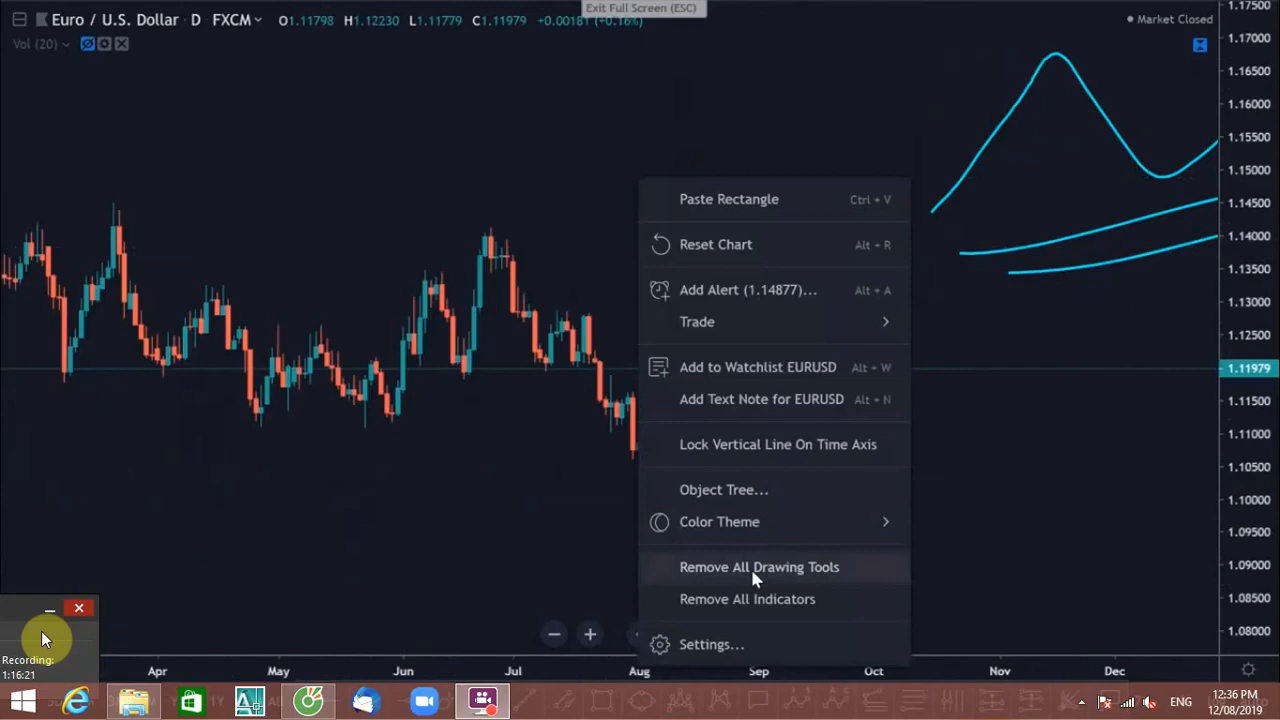 Exit Full Screen (ESC)
Euro / U.S. Dollar D FXCM O1.11798 H1.12230 L1.11779 C1.11979 +0.00181 (+0.16%)
Market Closed
Vol (20)
1.17500
1.17000
1.16500
1.16000
1.15500
1.15000
1.14500
1.14000
1.13500
1.13000
1.12500
1.11979
1.11500
1.11000
1.10500
1.10000
1.09500
1.09000
1.08500
1.08000
Paste Rectangle Ctrl + V
Reset Chart Alt + R
Add Alert (1.14877)... Alt + A
Trade
Add to Watchlist EURUSD Alt + W
Add Text Note for EURUSD Alt + N
Lock Vertical Line On Time Axis
Object Tree...
Color Theme
Remove All Drawing Tools
Remove All Indicators
Settings...
Recording:
1:16:21
Apr May Jun Jul Aug Sep Oct Nov Dec
ENG
12:36 PM
12/08/2019